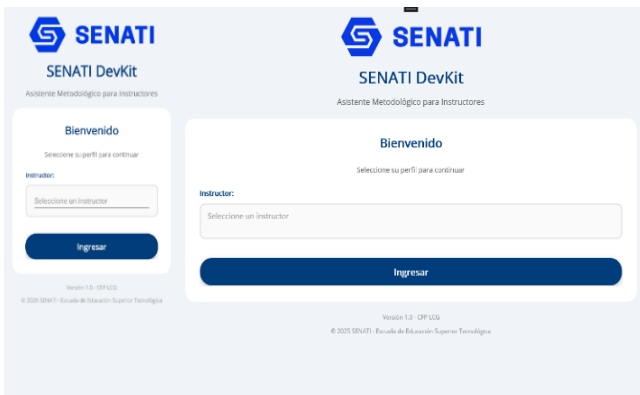 SENATI
SENATI DevKit
Asistente Metodológico para Instructores
Bienvenido
Seleccione su perfil para continuar
Instructor:
Seleccione un instructor
Ingresar
Versión 1.0 - CFP LCG
© 2025 SENATI - Escuela de Educación Superior Tecnológica
SENATI
SENATI DevKit
Asistente Metodológico para Instructores
Bienvenido
Seleccione su perfil para continuar
Instructor:
Seleccione un instructor
Ingresar
Versión 1.0 - CFP LCG
© 2025 SENATI - Escuela de Educación Superior Tecnológica